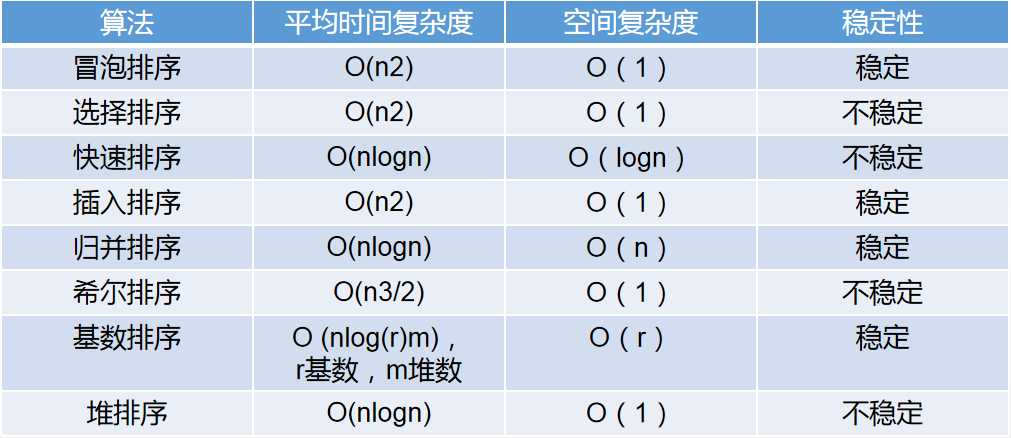 算法 平均时间复杂度 空间复杂度 稳定性
冒泡排序 O(n2) O（1） 稳定
选择排序 O(n2) O（1） 不稳定
快速排序 O(nlogn) O（logn） 不稳定
插入排序 O(n2) O（1） 稳定
归并排序 O(nlogn) O（n） 稳定
希尔排序 O(n3/2) O（1） 不稳定
基数排序 O (nlog(r)m)， O（r） 稳定
r基数，m堆数
堆排序 O(nlogn) O（1） 不稳定